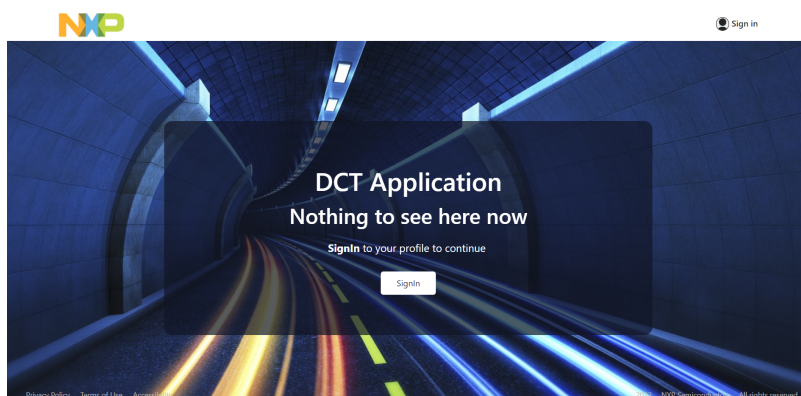 NXP
Sign in
DCT Application
Nothing to see here now
SignIn to your profile to continue
SignIn
Privacy Policy Terms of Use
NXP Semiconductors All rights reserved